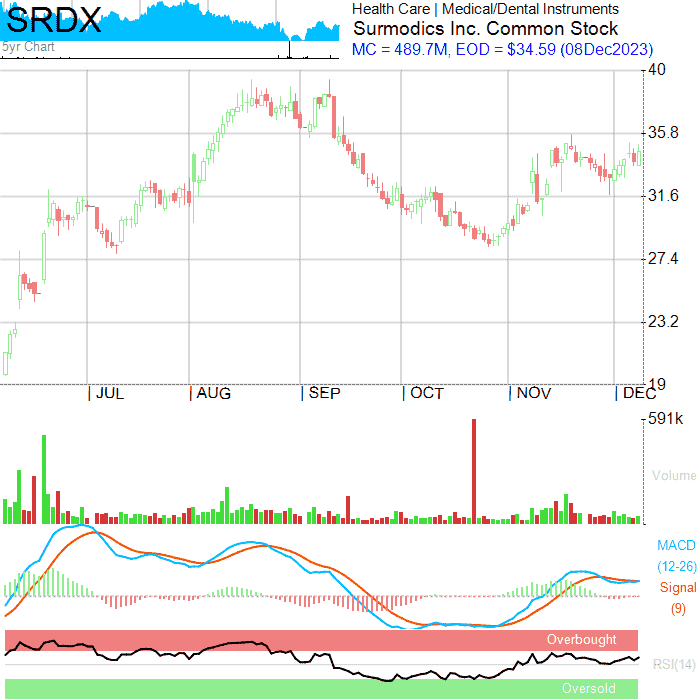 SRDX
Health Care | Medical/Dental Instruments
Surmodics Inc. Common Stock
MC = 489.7M, EOD = $34.59 (08Dec2023)
5yr Chart
40
35.8
31.6
27.4
23.2
19
JUL
AUG
SEP
OCT
NOV
DEC
591k
Volume
MACD
(12-26)
Signal
(9)
Overbought
RSI(14)
Oversold